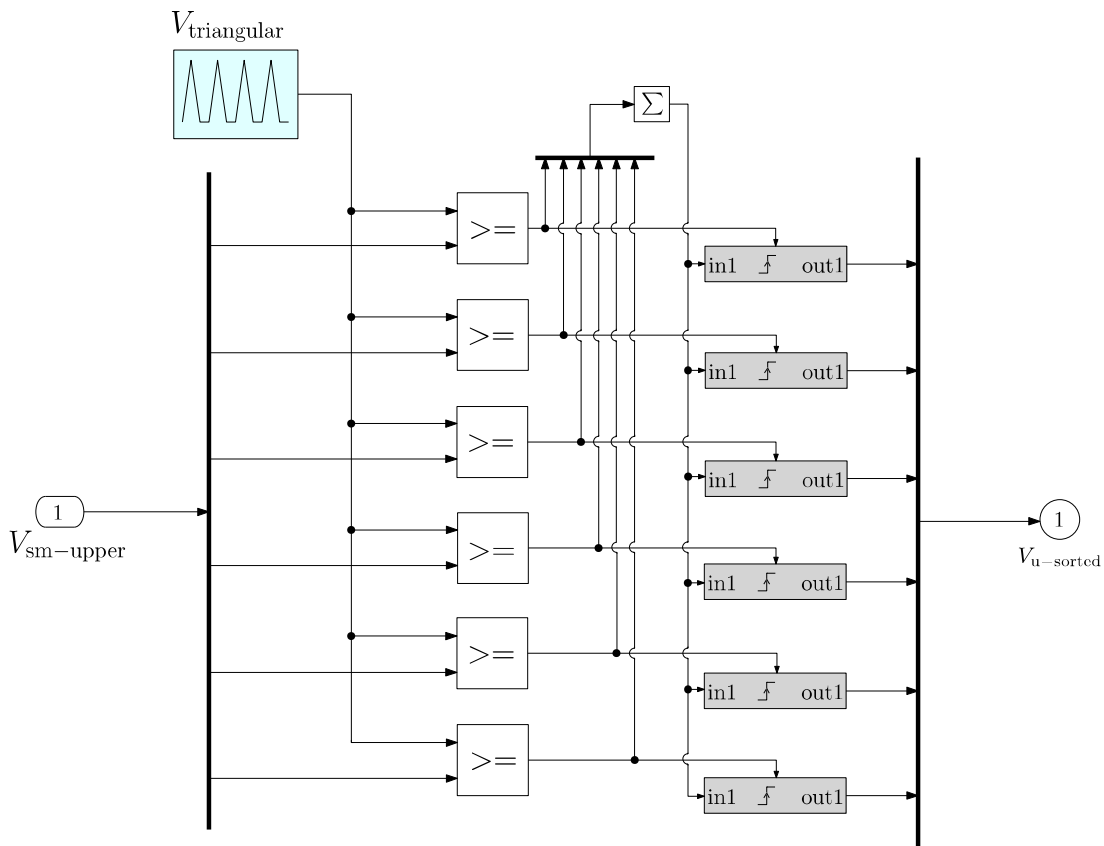 V_triangular
Σ
>=
in1 out1
>=
in1 out1
>=
in1 out1
1
V_sm−upper
>=
1
V_u−sorted
in1 out1
>=
in1 out1
>=
in1 out1